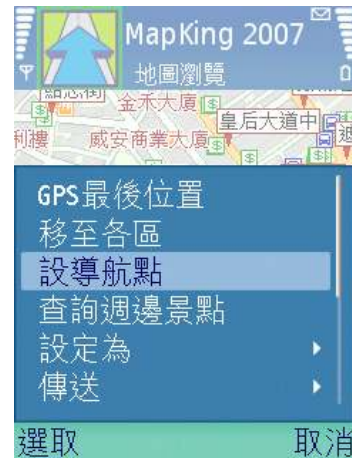 MapKing 2007
地圖瀏覽
金禾大廈
皇后大道中
利樓
威安商業大廈
GPS最後位置
移至各區
設導航點
查詢週邊景點
設定為
傳送
選取
取消